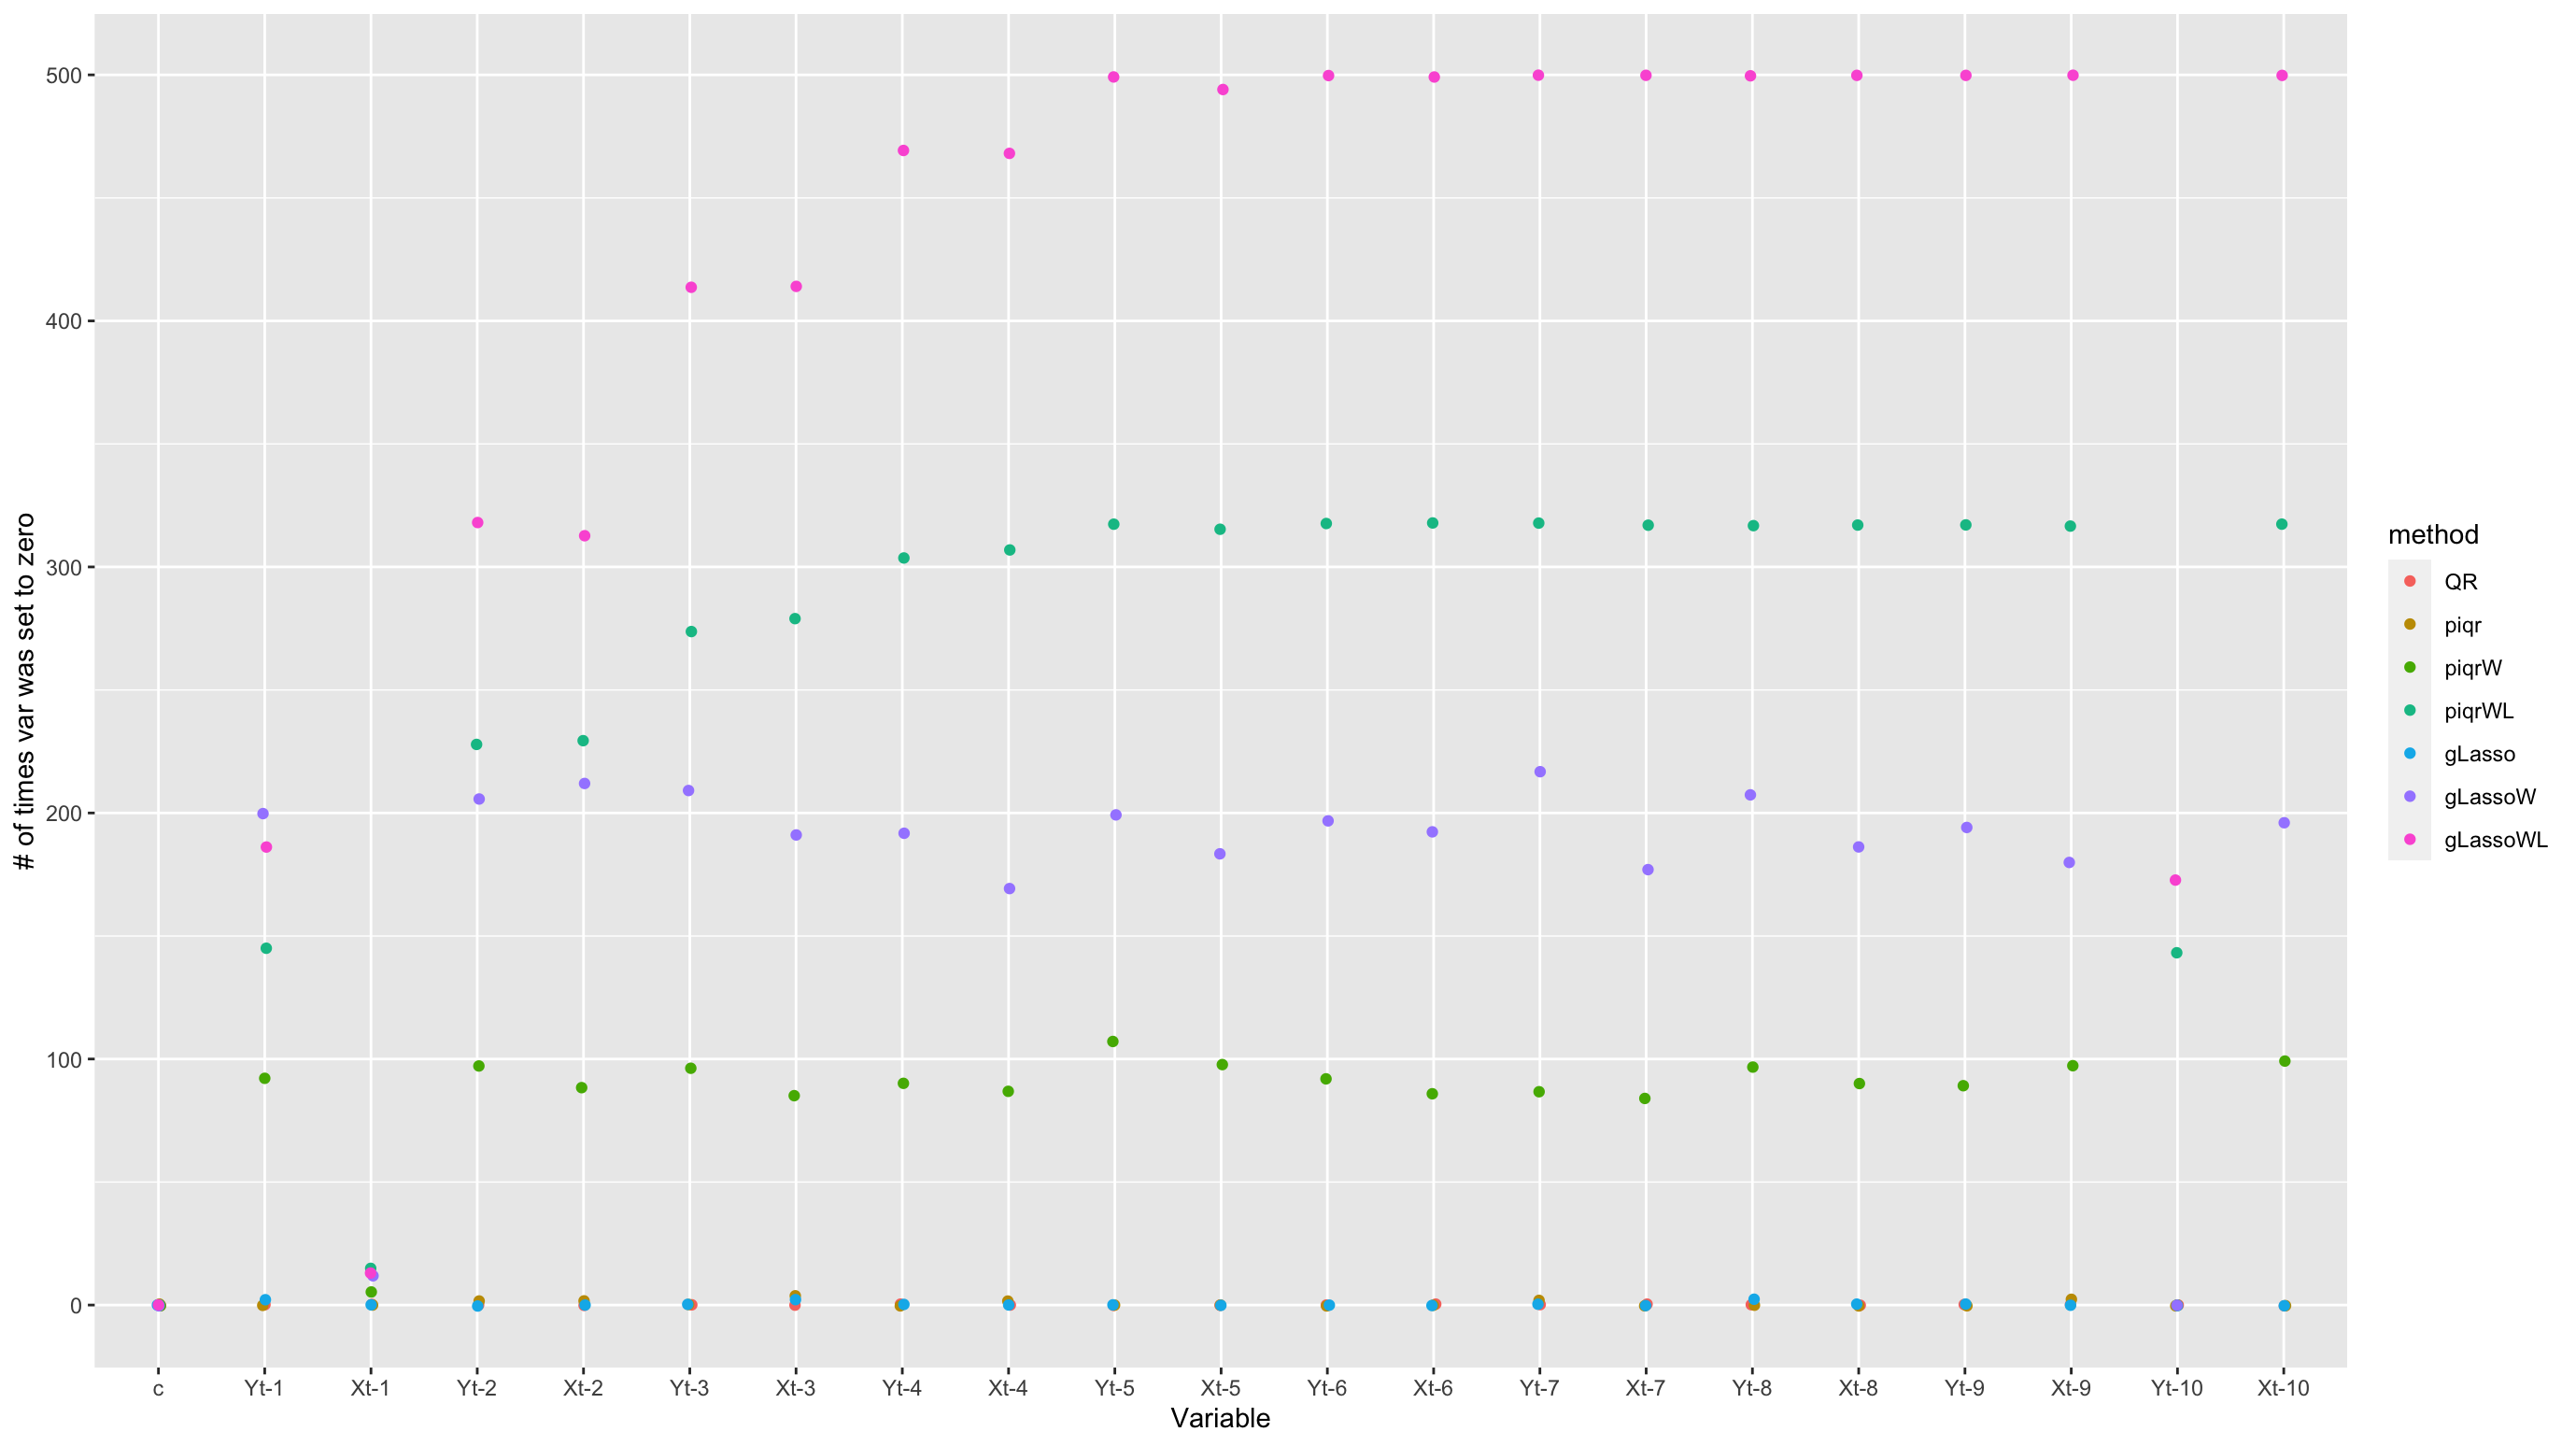 500
400
300
200
100
0
# of times var was set to zero
c Yt-1 Xt-1 Yt-2 Xt-2 Yt-3 Xt-3 Yt-4 Xt-4 Yt-5 Xt-5 Yt-6 Xt-6 Yt-7 Xt-7 Yt-8 Xt-8 Yt-9 Xt-9 Yt-10 Xt-10
Variable
method
QR
piqr
piqrW
piqrWL
gLasso
gLassoW
gLassoWL